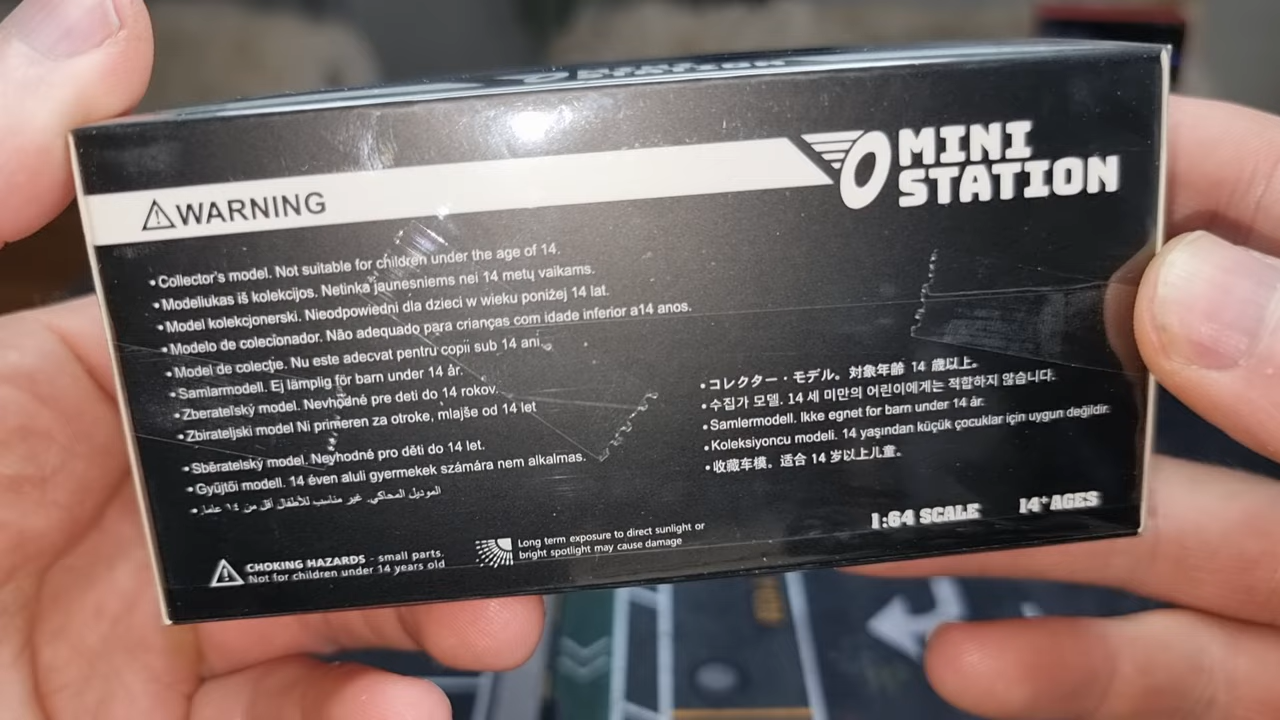 MINI
STATION
WARNING
•Collector's model. Not suitable for children under the age of 14.
•Modeliukas iš kolekcijos. Netinka jaunesniems nei 14 metų vaikams.
•Model kolekcjonerski. Nieodpowiedni dla dzieci w wieku poniżej 14 lat.
•Modelo de colecionador. Não adequado para crianças com idade inferior a14 anos.
•Model de colecție. Nu este adecvat pentru copii sub 14 ani.
•Samlarmodell. Ej lämplig för barn under 14 år.
•Zberateľský model. Nevhodné pre deti do 14 rokov.
•Zbirateljski model Ni primeren za otroke, mlajše od 14 let
•Sběratelský model. Nevhodné pro děti do 14 let.
•Gyűjtői modell. 14 éven aluli gyermekek számára nem alkalmas.
•الموديل المحاكي. غير مناسب للأطفال أقل من ١٤ عاما.
•コレクター・モデル。対象年齢 14 歳以上。
•수집가 모델. 14 세 미만의 어린이에게는 적합하지 않습니다.
•Samlermodell. Ikke egnet for barn under 14 år.
•Koleksiyoncu modeli. 14 yaşından küçük çocuklar için uygun değildir.
•收藏车模。适合 14 岁以上儿童。
1:64 SCALE 14+AGES
CHOKING HAZARDS - small parts.
Not for children under 14 years old
Long term exposure to direct sunlight or
bright spotlight may cause damage